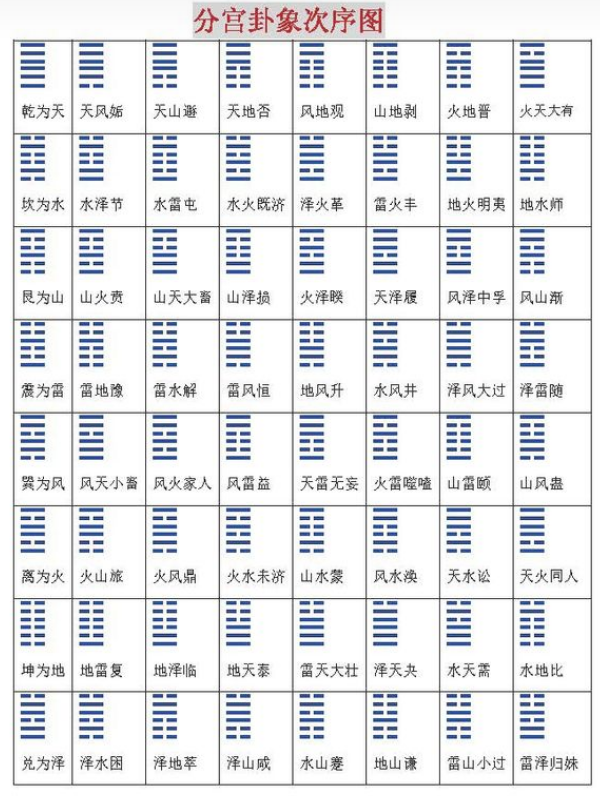 分宫卦象次序图
乾为天 天风姤 天山遁 天地否 风地观 山地剥 火地晋 火天大有
坎为水 水泽节 水雷屯 水火既济 泽火革 雷火丰 地火明夷 地水师
艮为山 山火贲 山天大畜 山泽损 火泽睽 天泽履 风泽中孚 风山渐
震为雷 雷地豫 雷水解 雷风恒 地风升 水风井 泽风大过 泽雷随
巽为风 风天小畜 风火家人 风雷益 天雷无妄 火雷噬嗑 山雷颐 山风蛊
离为火 火山旅 火风鼎 火水未济 山水蒙 风水涣 天水讼 天火同人
坤为地 地雷复 地泽临 地天泰 雷天大壮 泽天夬 水天需 水地比
兑为泽 泽水困 泽地萃 泽山咸 水山蹇 地山谦 雷山小过 雷泽归妹